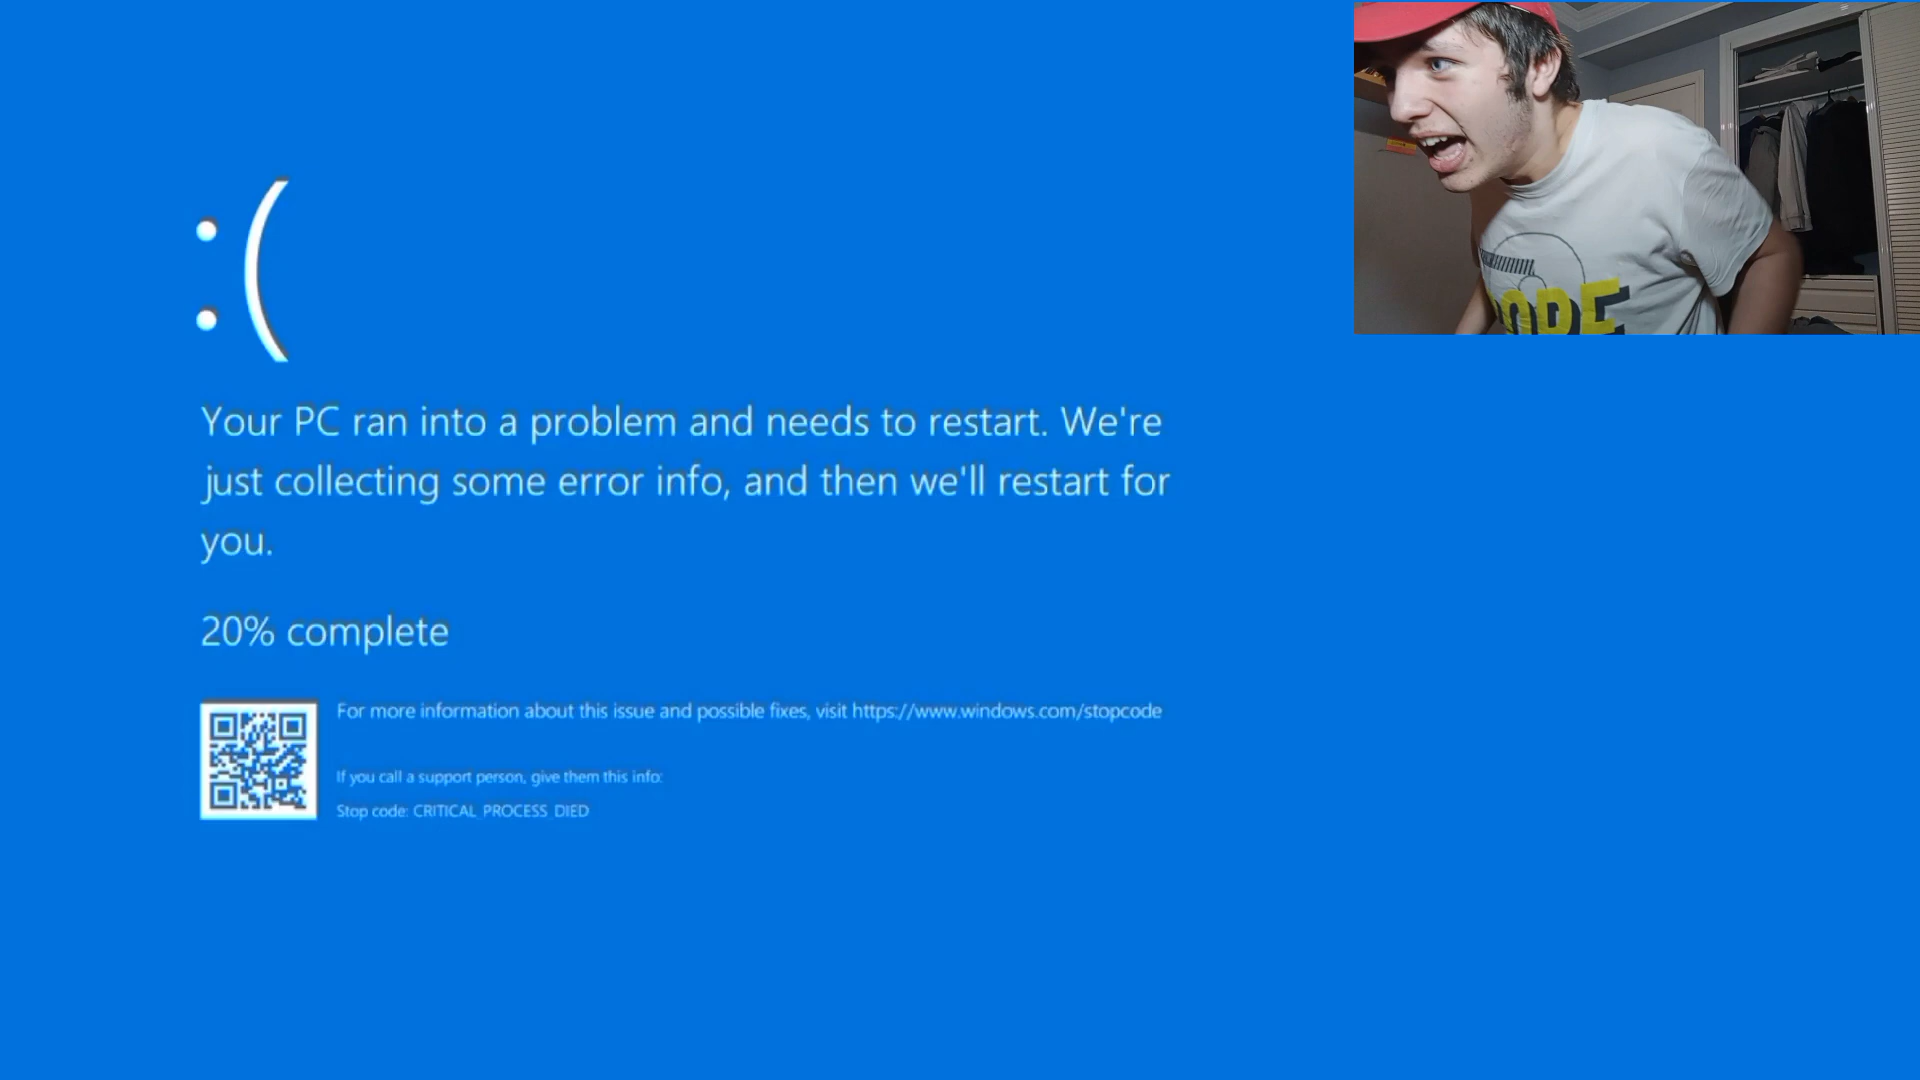 :(
Your PC ran into a problem and needs to restart. We're
just collecting some error info, and then we'll restart for
you.
20% complete
For more information about this issue and possible fixes, visit https://www.windows.com/stopcode
If you call a support person, give them this info:
Stop code: CRITICAL_PROCESS_DIED